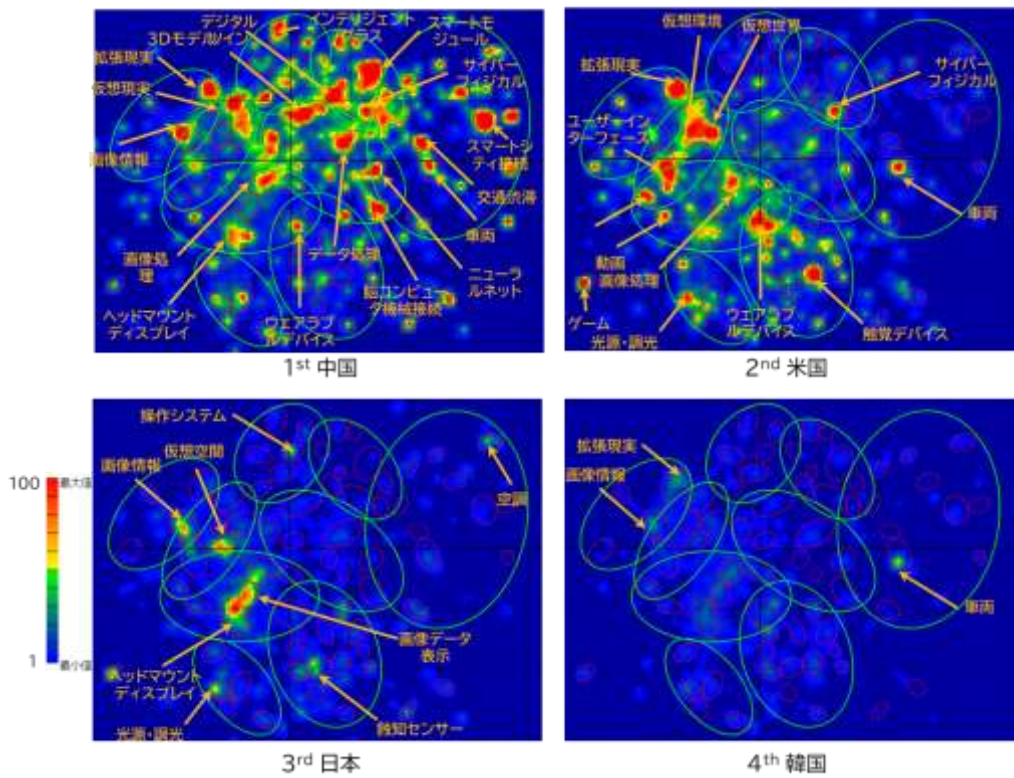 デジタル
3Dモデル/イン
インテリジェント
グラス
スマートモ
ジュール
拡張現実
サイバー
フィジカル
仮想現実
画像情報
スマートシ
ティ接続
交通渋滞
車両
データ処理
画像処
理
ニューラ
ルネット
脳コンピュー
タ機械接続
ヘッドマウント
ディスプレイ
ウェアラブ
ルデバイス
1st 中国
仮想環境
仮想世界
拡張現実
サイバー
フィジカル
ユーザーイン
ターフェース
車両
動画
画像処理
ゲーム
ウェアラブ
ルデバイス
光源・調光
触覚デバイス
2nd 米国
操作システム
仮想空間
画像情報
空調
100
最大値
1
最小値
画像データ
表示
ヘッドマウント
ディスプレイ
光源・調光
触知センサー
3rd 日本
拡張現実
画像情報
車両
4th 韓国